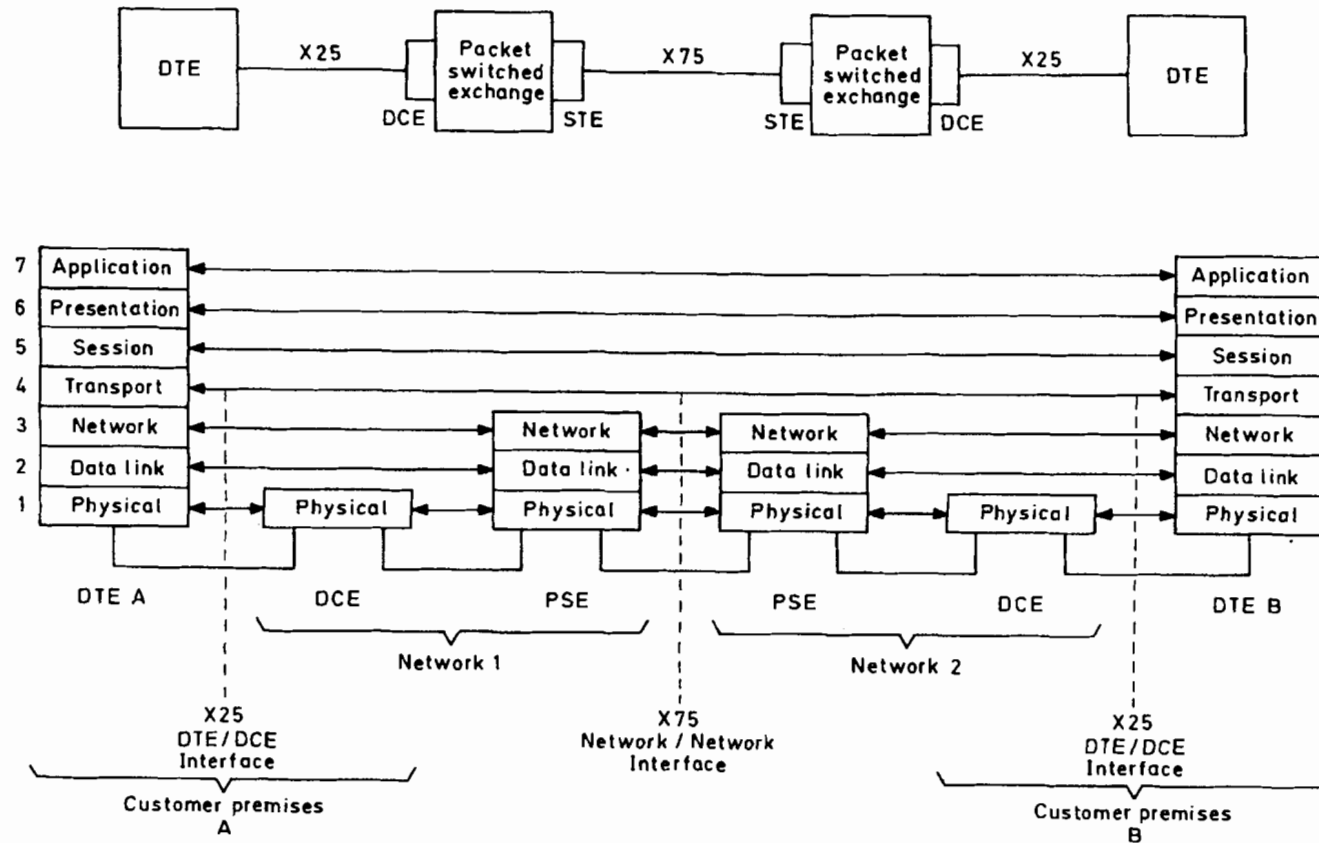 DTE
X25
DCE
Packet
switched
exchange
STE
X75
STE
Packet
switched
exchange
DCE
X25
DTE
7 Application
Application
6 Presentation
Presentation
5 Session
Session
4 Transport
Transport
3 Network
Network
Network
Network
2 Data link
Data link
Data link
Data link
1 Physical
Physical
Physical
Physical
Physical
Physical
DTE A
DCE
PSE
PSE
DCE
DTE B
Network 1
Network 2
X25
DTE/DCE
Interface
X75
Network / Network
Interface
X25
DTE/DCE
Interface
Customer premises
A
Customer premises
B